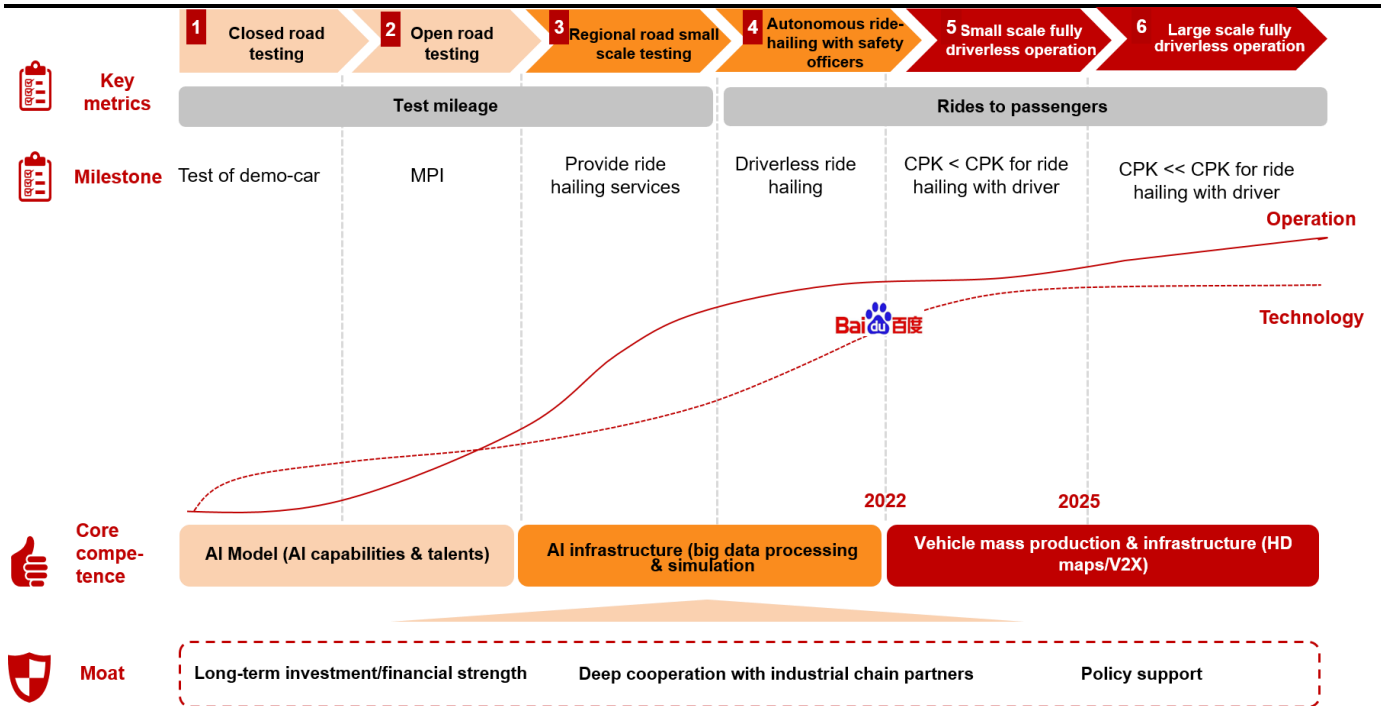 1
Closed road
testing
2
Open road
testing
3
Regional road small
scale testing
4
Autonomous ride-
hailing with safety
officers
5
Small scale fully
driverless operation
6
Large scale fully
driverless operation
Key
metrics
Test mileage
Rides to passengers
Milestone
Test of demo-car
MPI
Provide ride
hailing services
Driverless ride
hailing
CPK < CPK for ride
hailing with driver
CPK << CPK for ride
hailing with driver
Operation
Technology
Bai du 百度
2022
2025
Core
compe-
tence
AI Model (AI capabilities & talents)
AI infrastructure (big data processing
& simulation
Vehicle mass production & infrastructure (HD
maps/V2X)
Moat
Long-term investment/financial strength
Deep cooperation with industrial chain partners
Policy support